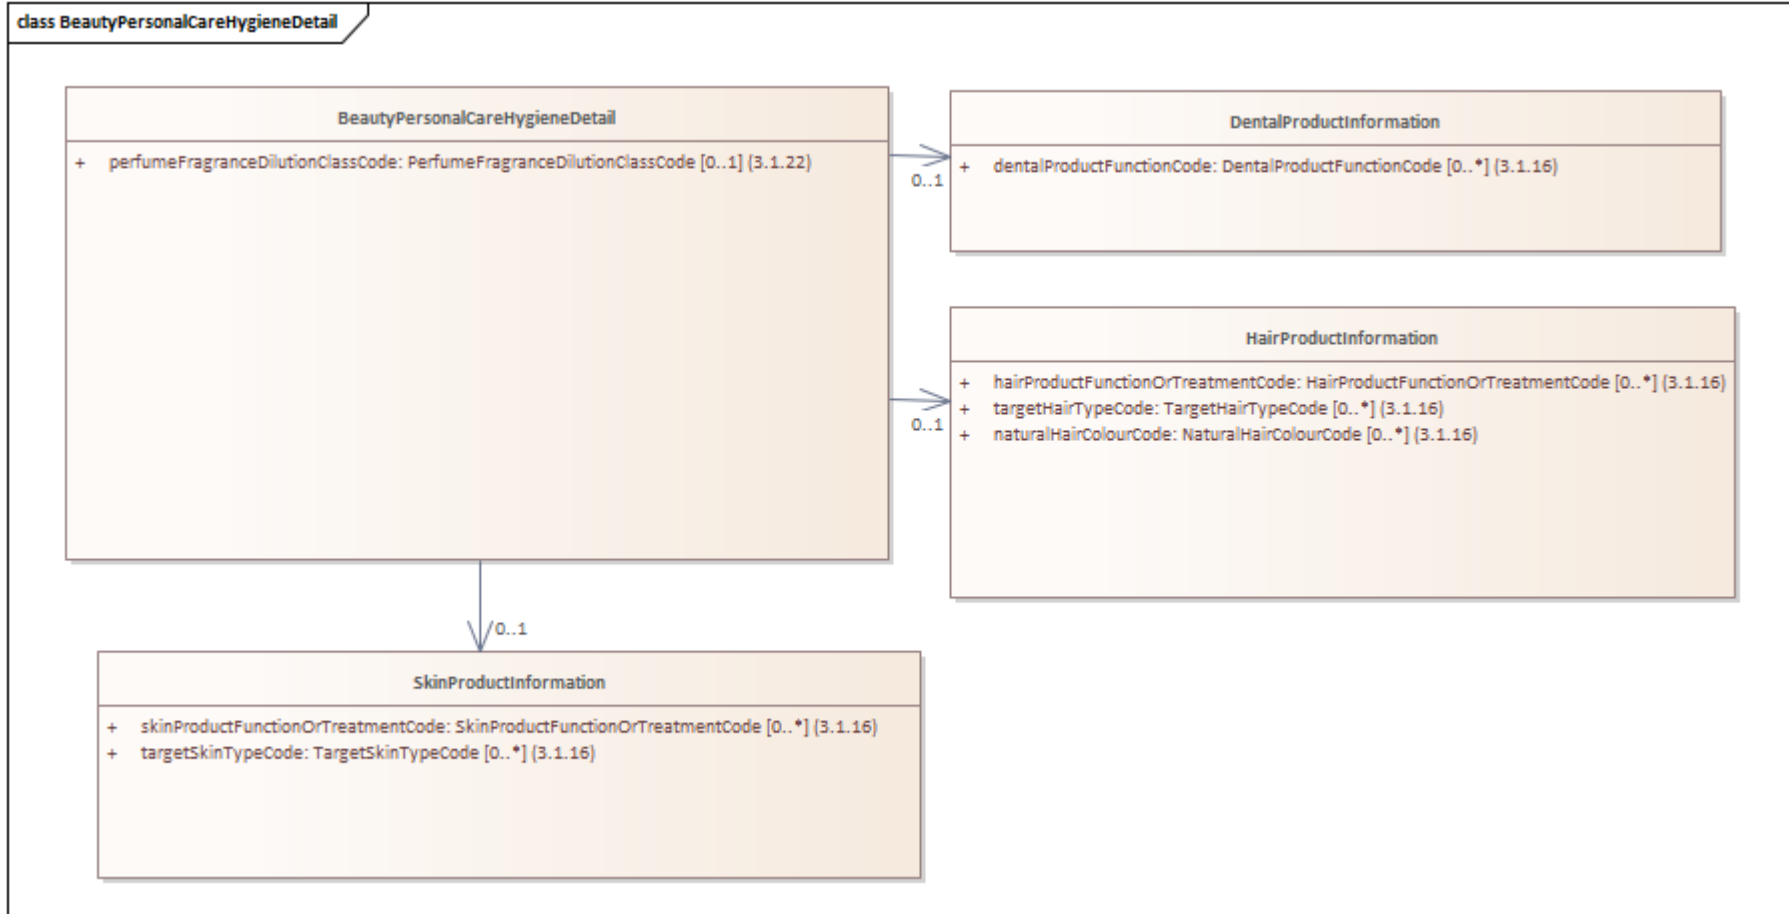 class BeautyPersonalCareHygieneDetail
BeautyPersonalCareHygieneDetail
+ perfumeFragranceDilutionClassCode: PerfumeFragranceDilutionClassCode [0..1] (3.1.22)
0..1
DentalProductInformation
+ dentalProductFunctionCode: DentalProductFunctionCode [0..*] (3.1.16)
0..1
HairProductInformation
+ hairProductFunctionOrTreatmentCode: HairProductFunctionOrTreatmentCode [0..*] (3.1.16)
+ targetHairTypeCode: TargetHairTypeCode [0..*] (3.1.16)
+ naturalHairColourCode: NaturalHairColourCode [0..*] (3.1.16)
0..1
SkinProductInformation
+ skinProductFunctionOrTreatmentCode: SkinProductFunctionOrTreatmentCode [0..*] (3.1.16)
+ targetSkinTypeCode: TargetSkinTypeCode [0..*] (3.1.16)